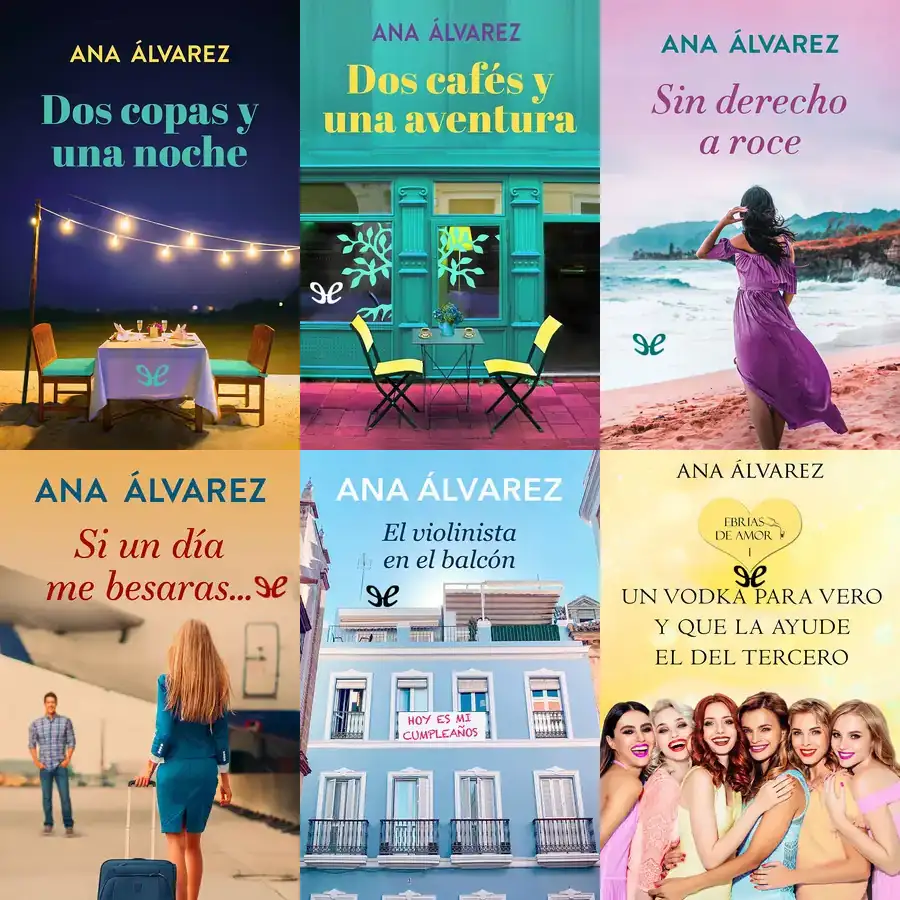 ANA ÁLVAREZ
Dos copas y
una noche
ANA ÁLVAREZ
Dos cafés y
una aventura
ANA ÁLVAREZ
Sin derecho
a roce
ANA ÁLVAREZ
Si un día
me besaras...
ANA ÁLVAREZ
El violinista
en el balcón
HOY ES MI
CUMPLEAÑOS
ANA ÁLVAREZ
EBRIAS
DE AMOR
I
UN VODKA PARA VERO
Y QUE LA AYUDE
EL DEL TERCERO